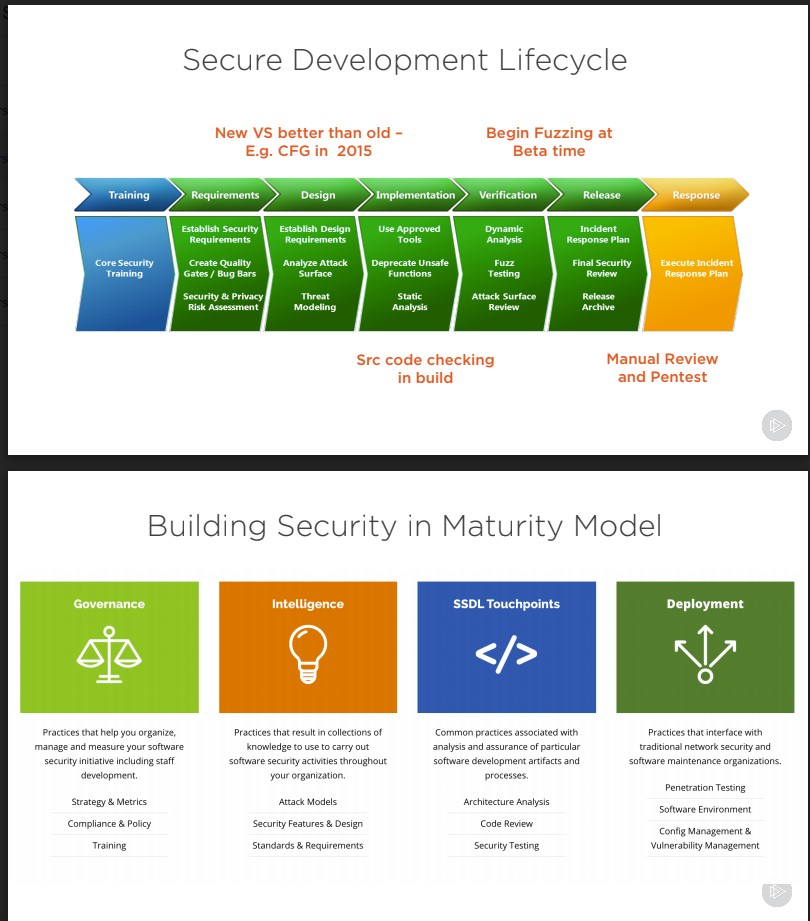 Secure Development Lifecycle
New VS better than old –
E.g. CFG in 2015
Begin Fuzzing at
Beta time
Training
Requirements
Design
Implementation
Verification
Release
Response
Core Security
Training
Establish Security
Requirements
Create Quality
Gates / Bug Bars
Security & Privacy
Risk Assessment
Establish Design
Requirements
Analyze Attack
Surface
Threat
Modeling
Use Approved
Tools
Deprecate Unsafe
Functions
Static
Analysis
Dynamic
Analysis
Fuzz
Testing
Attack Surface
Review
Incident
Response Plan
Final Security
Review
Release
Archive
Execute Incident
Response Plan
Src code checking
in build
Manual Review
and Pentest
Building Security in Maturity Model
Governance
Practices that help you organize,
manage and measure your software
security initiative including staff
development.
Strategy & Metrics
Compliance & Policy
Training
Intelligence
Practices that result in collections of
knowledge to use to carry out
software security activities throughout
your organization.
Attack Models
Security Features & Design
Standards & Requirements
SSDL Touchpoints
</>
Common practices associated with
analysis and assurance of particular
software development artifacts and
processes.
Architecture Analysis
Code Review
Security Testing
Deployment
Practices that interface with
traditional network security and
software maintenance organizations.
Penetration Testing
Software Environment
Config Management &
Vulnerability Management